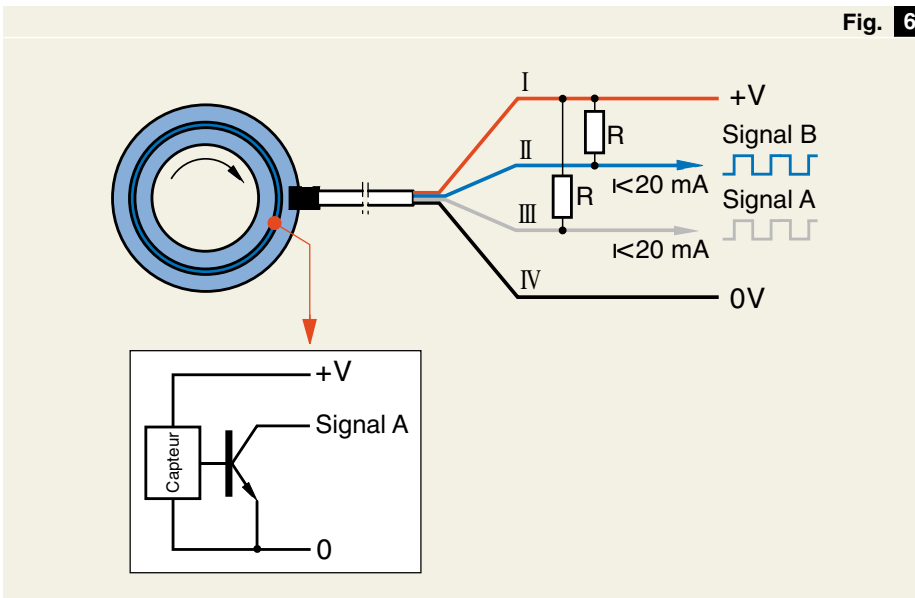 Fig. 6
I
+V
R
Signal B
II
I<20 mA
R
Signal A
III
I<20 mA
IV
0V
+V
Signal A
Capteur
0